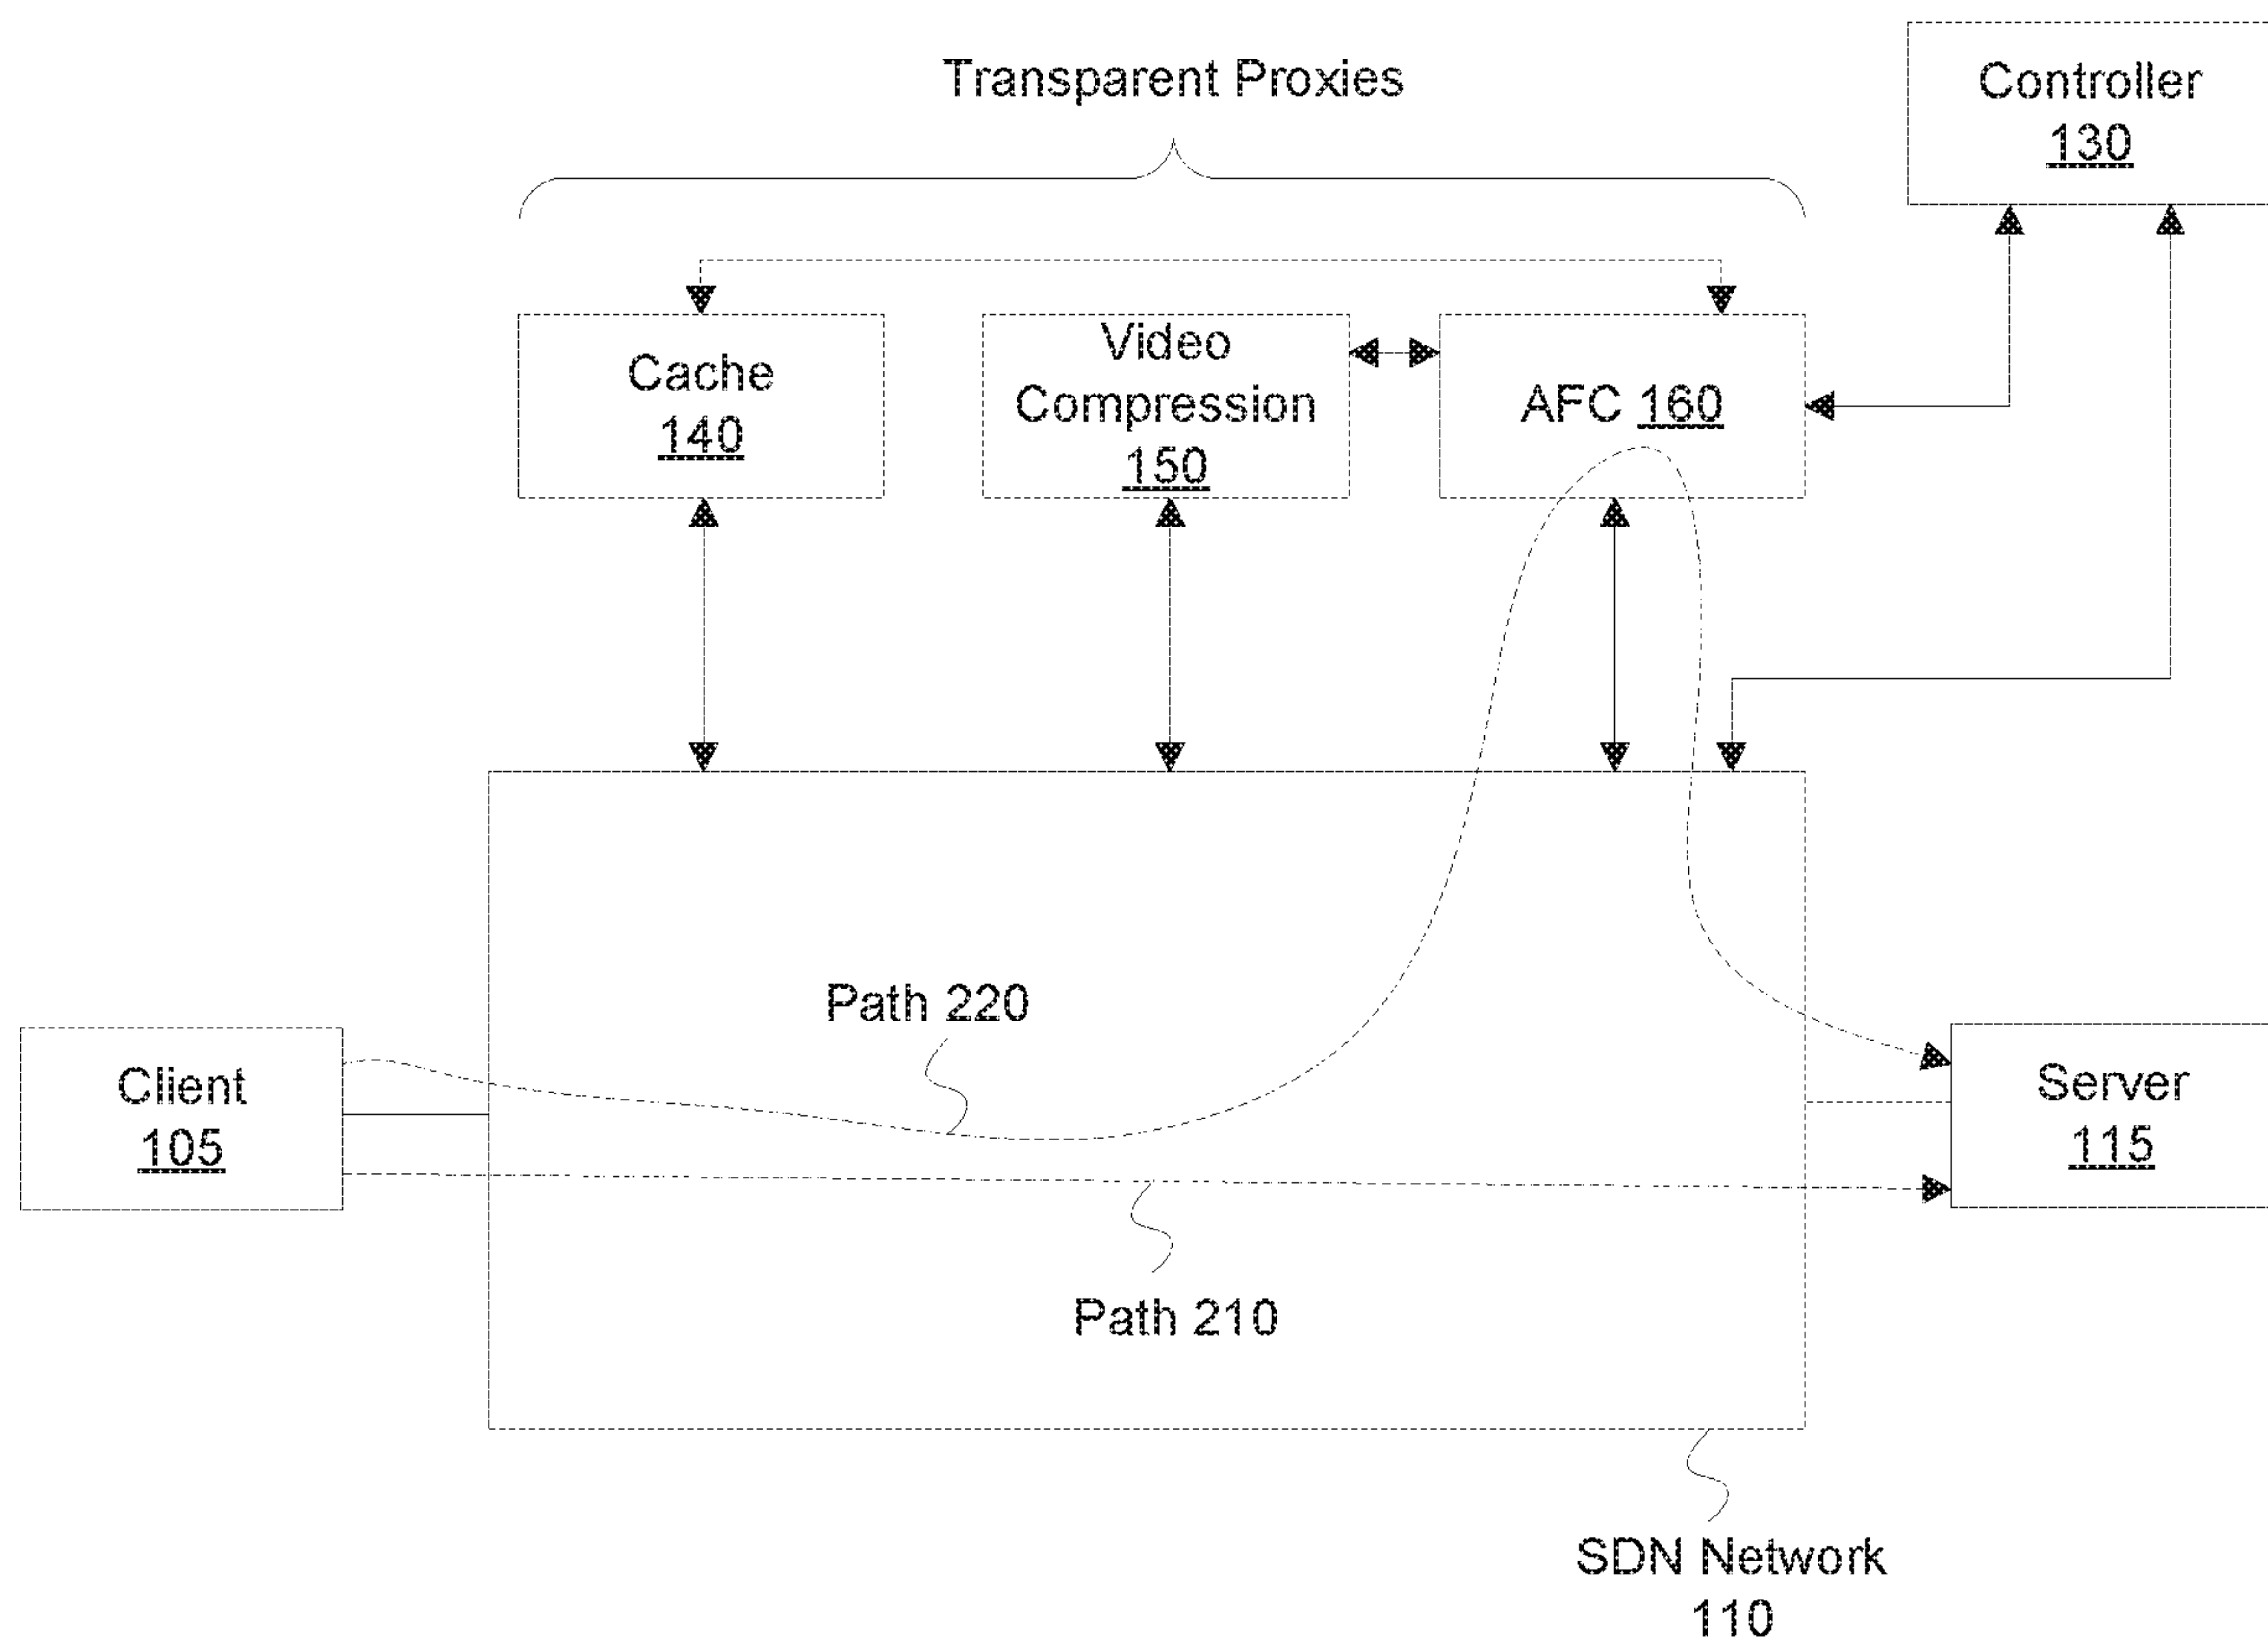 Transparent Proxies
Controller
130
Cache
140
Video
Compression
150
AFC 160
Path 220
Client
105
Server
115
Path 210
SDN Network
110